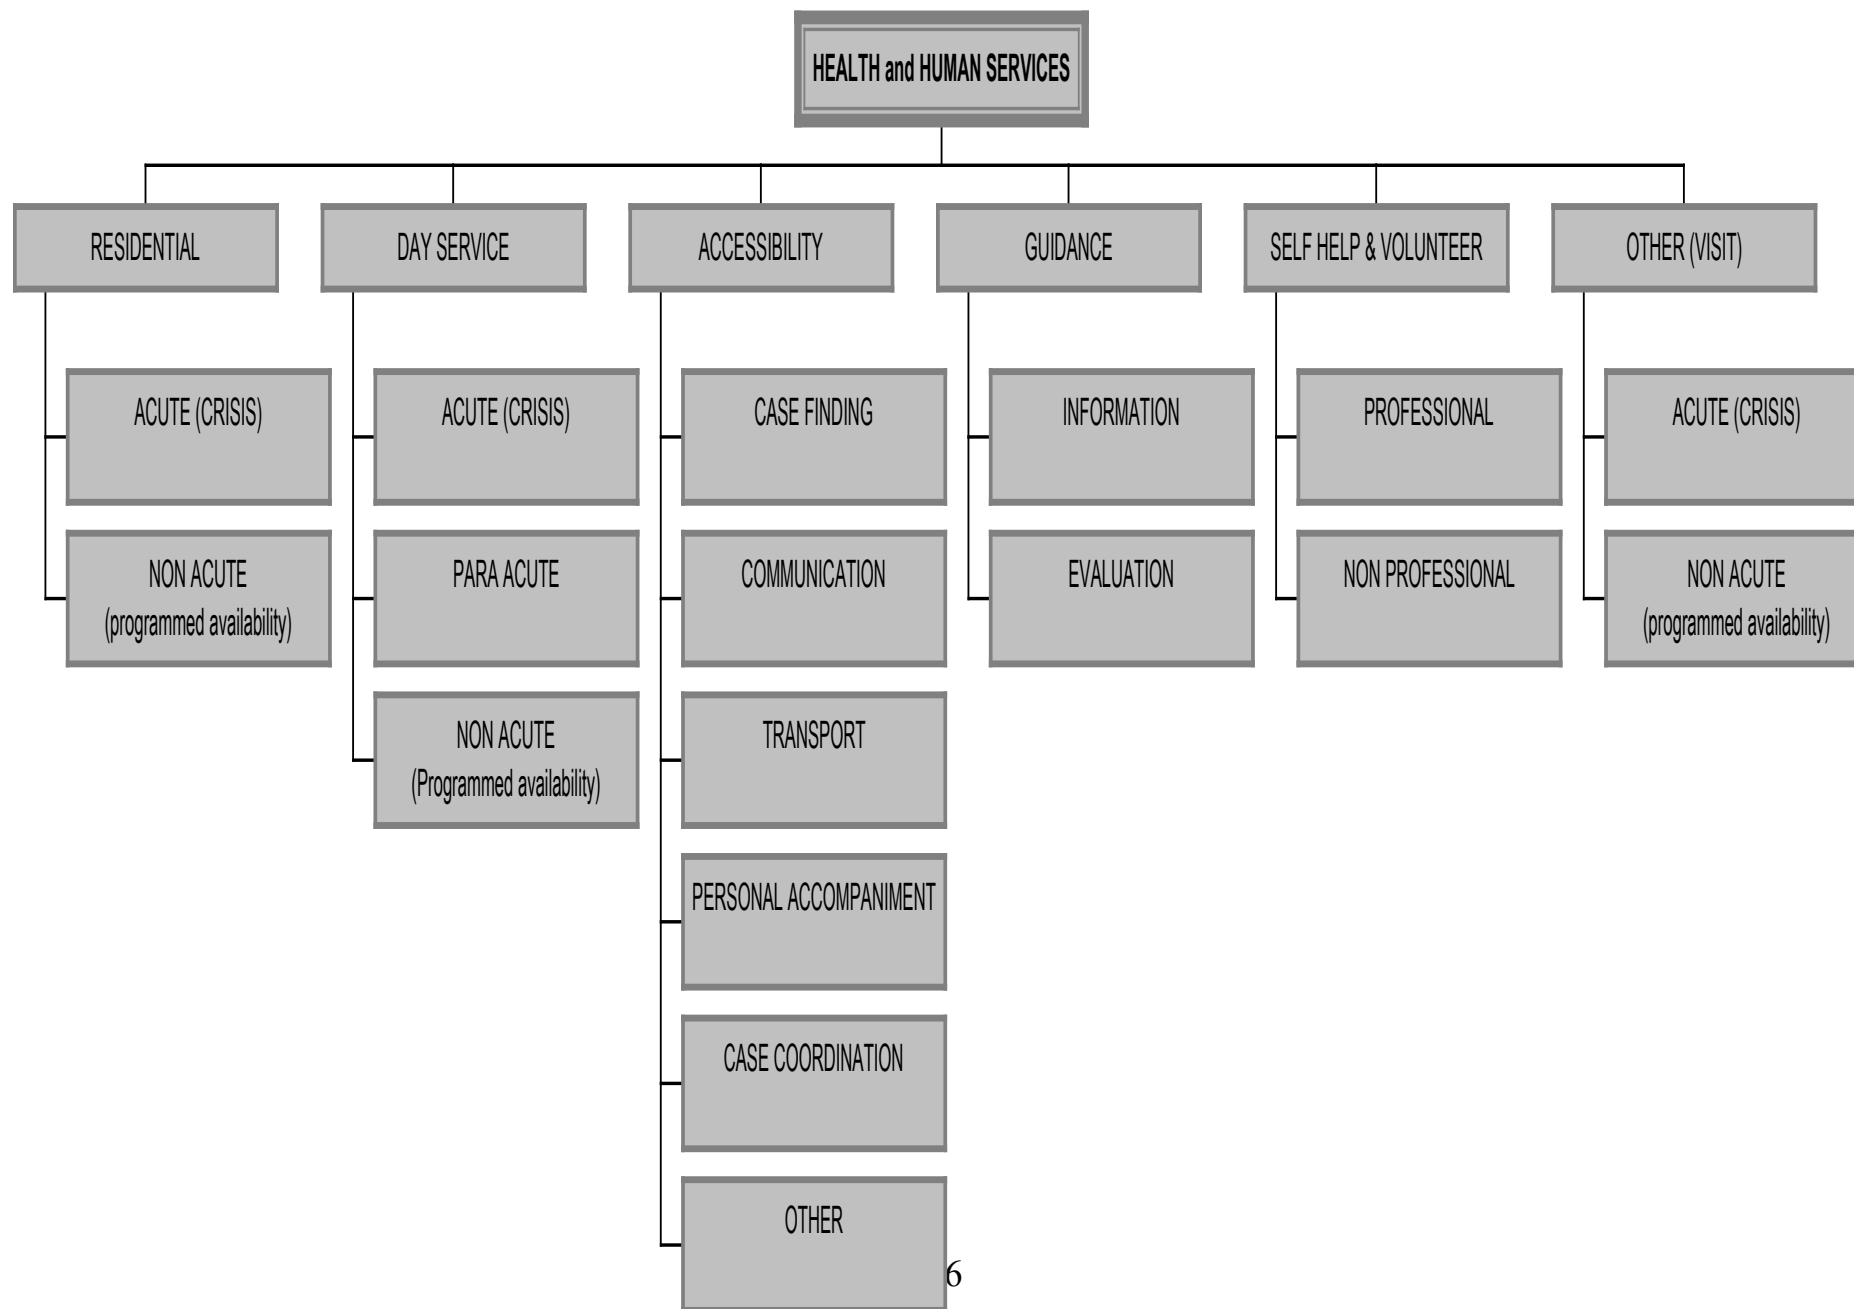 HEALTH and HUMAN SERVICES
RESIDENTIAL
DAY SERVICE
ACCESSIBILITY
GUIDANCE
SELF HELP & VOLUNTEER
OTHER (VISIT)
ACUTE (CRISIS)
NON ACUTE
(programmed availability)
ACUTE (CRISIS)
PARA ACUTE
NON ACUTE
(Programmed availability)
CASE FINDING
COMMUNICATION
TRANSPORT
PERSONAL ACCOMPANIMENT
CASE COORDINATION
OTHER
INFORMATION
EVALUATION
PROFESSIONAL
NON PROFESSIONAL
ACUTE (CRISIS)
NON ACUTE
(programmed availability)
6